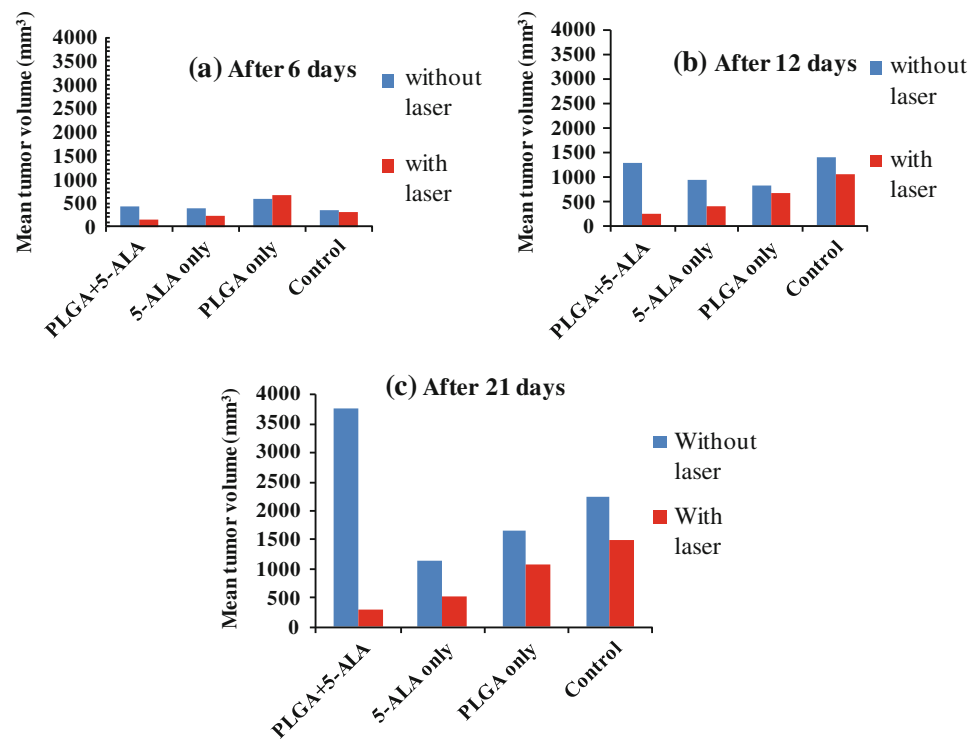 Mean tumor volume (mm³)
4000
3500
3000
2500
2000
1500
1000
500
0
(a) After 6 days
without
laser
with
laser
PLGA+5-ALA
5-ALA only
PLGA only
Control
Mean tumor volume (mm³)
4000
3500
3000
2500
2000
1500
1000
500
0
(b) After 12 days
without
laser
with
laser
PLGA+5-ALA
5-ALA only
PLGA only
Control
Mean tumor volume (mm³)
4000
3500
3000
2500
2000
1500
1000
500
0
(c) After 21 days
Without
laser
With
laser
PLGA+5-ALA
5-ALA only
PLGA only
Control